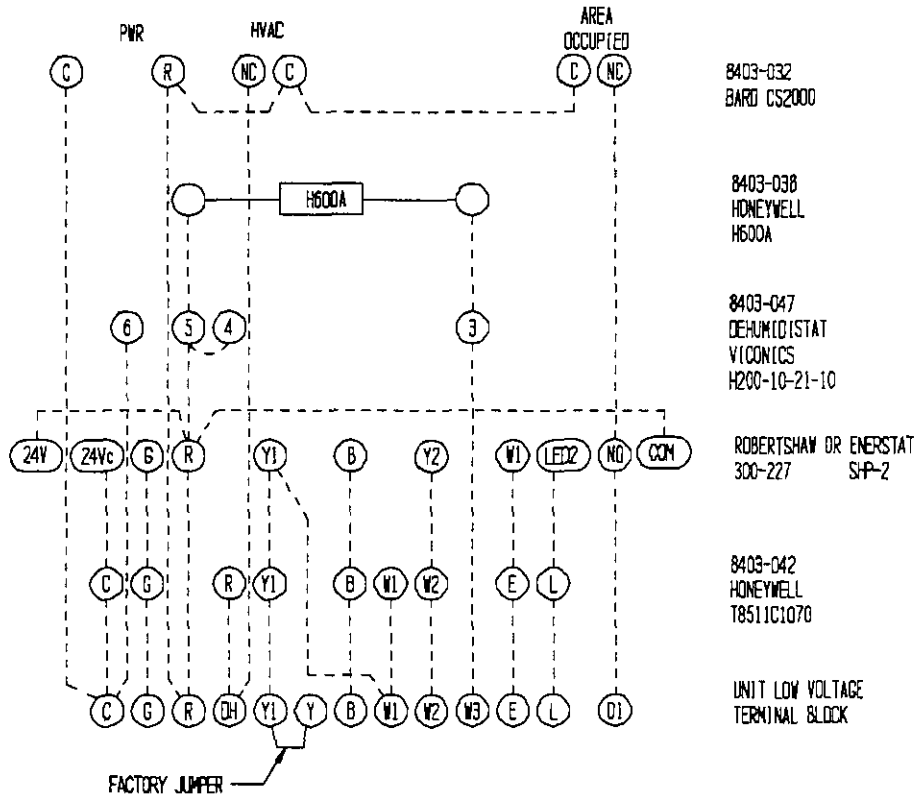 PWR HVAC AREA
OCCUPIED
C R NC C C NC
8403-032
BARD CS2000
H600A
8403-038
HONEYWELL
H600A
6 5 4 3
8403-047
DEHUMIDISTAT
VICONICS
H200-10-21-10
24V 24Vc G R Y1 B Y2 W1 LED2 NO COM
ROBERTSHAW OR ENERSTAT
300-227 SHP-2
C G R Y1 B W1 W2 E L
8403-042
HONEYWELL
T8511C1070
C G R OH Y1 Y B W1 W2 W3 E L O1
UNIT LOW VOLTAGE
TERMINAL BLOCK
FACTORY JUMPER